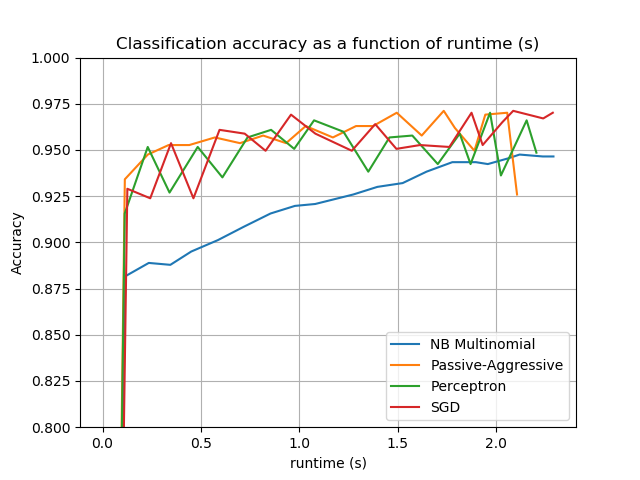 Classification accuracy as a function of runtime (s)
1.000
0.975
0.950
0.925
0.900
0.875
0.850
0.825
0.800
Accuracy
NB Multinomial
Passive-Aggressive
Perceptron
SGD
0.0 0.5 1.0 1.5 2.0
runtime (s)